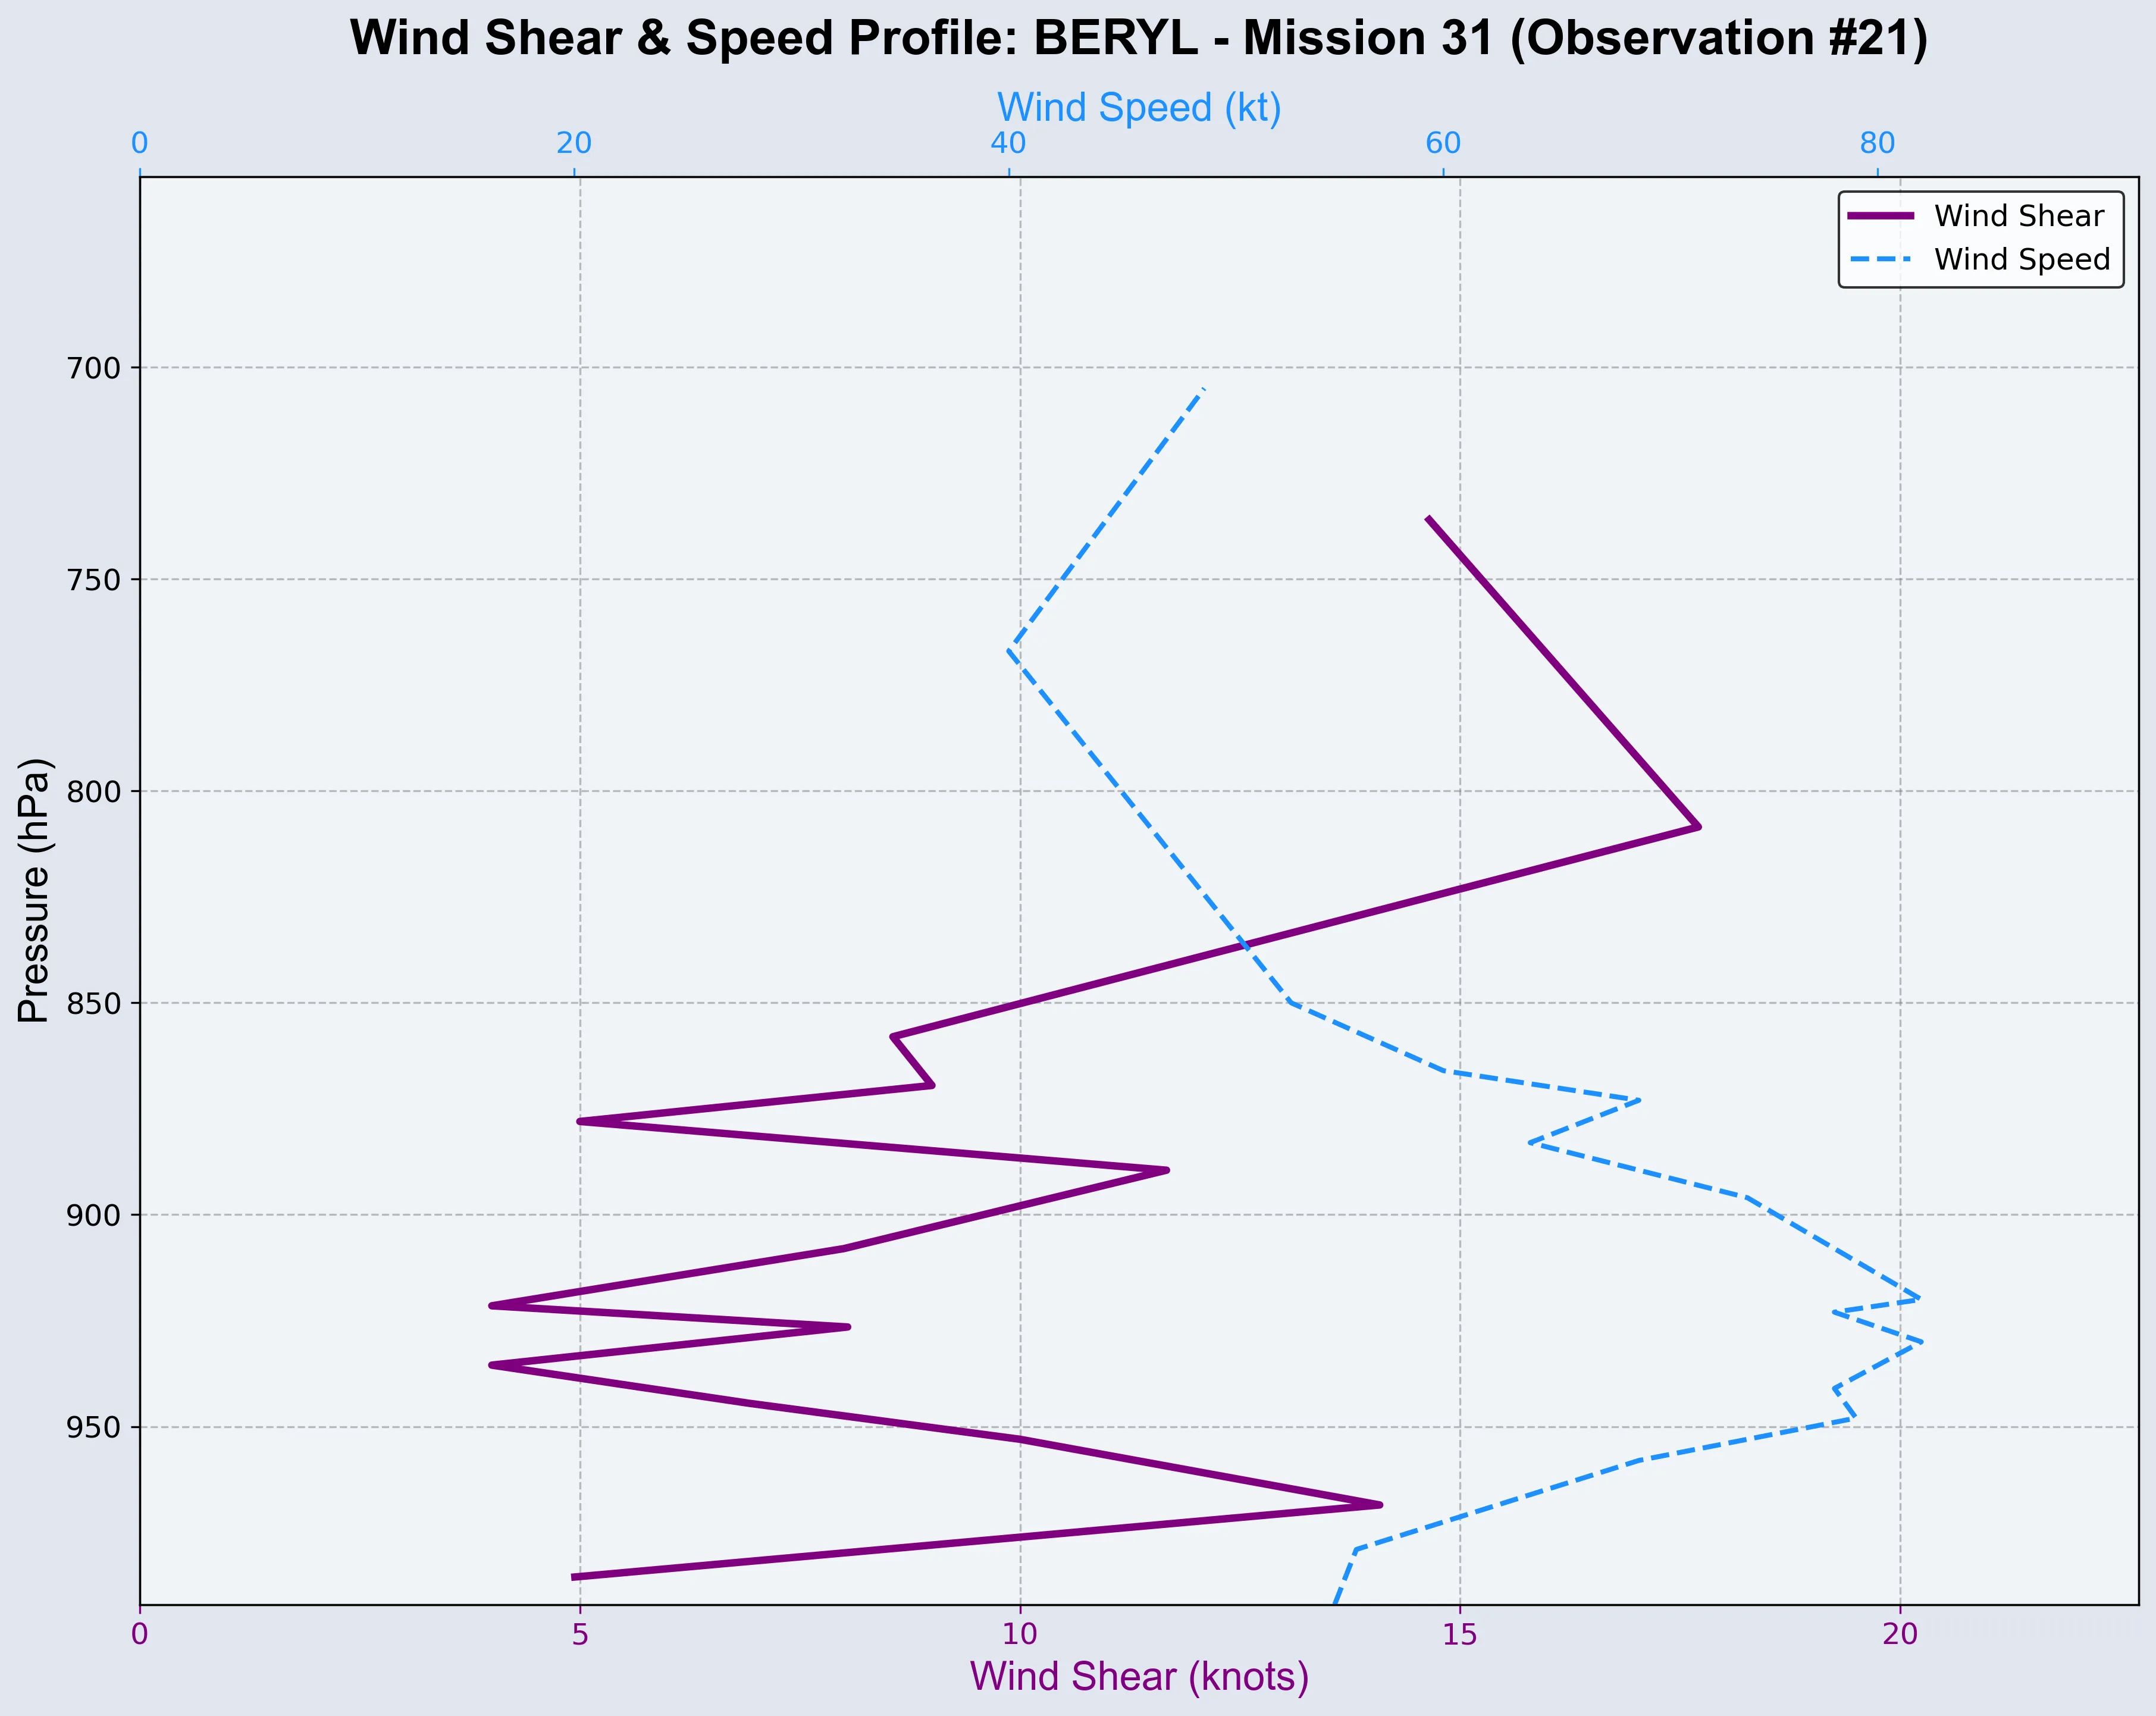 Wind Shear & Speed Profile: BERYL - Mission 31 (Observation #21)
Wind Speed (kt)
0 20 40 60 80
Wind Shear
Wind Speed
700
750
800
850
900
950
Pressure (hPa)
0 5 10 15 20
Wind Shear (knots)